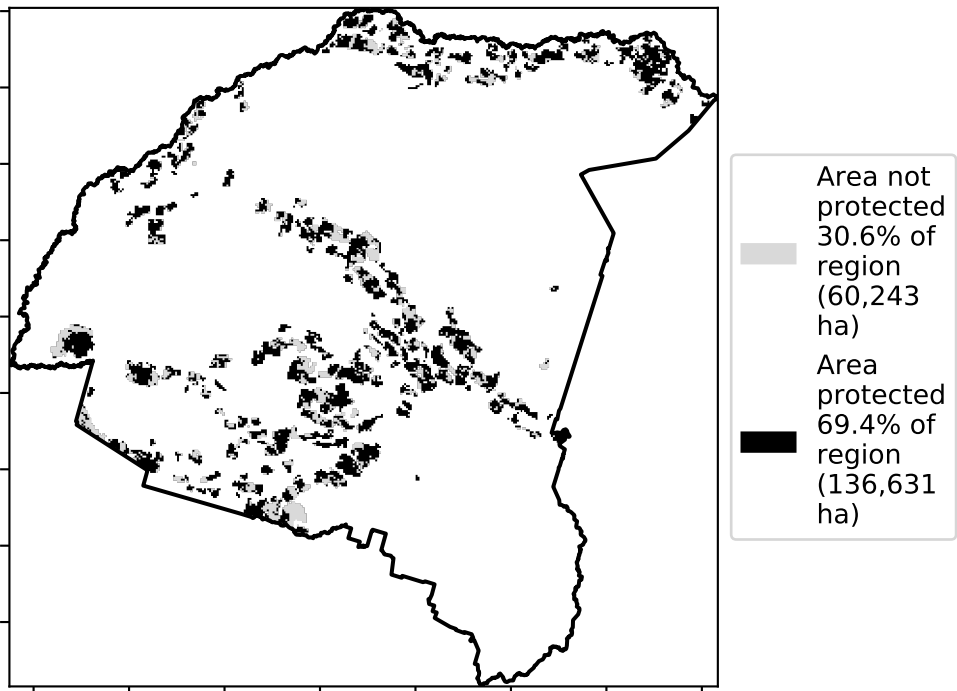 Area not
protected
30.6% of
region
(60,243
ha)
Area
protected
69.4% of
region
(136,631
ha)